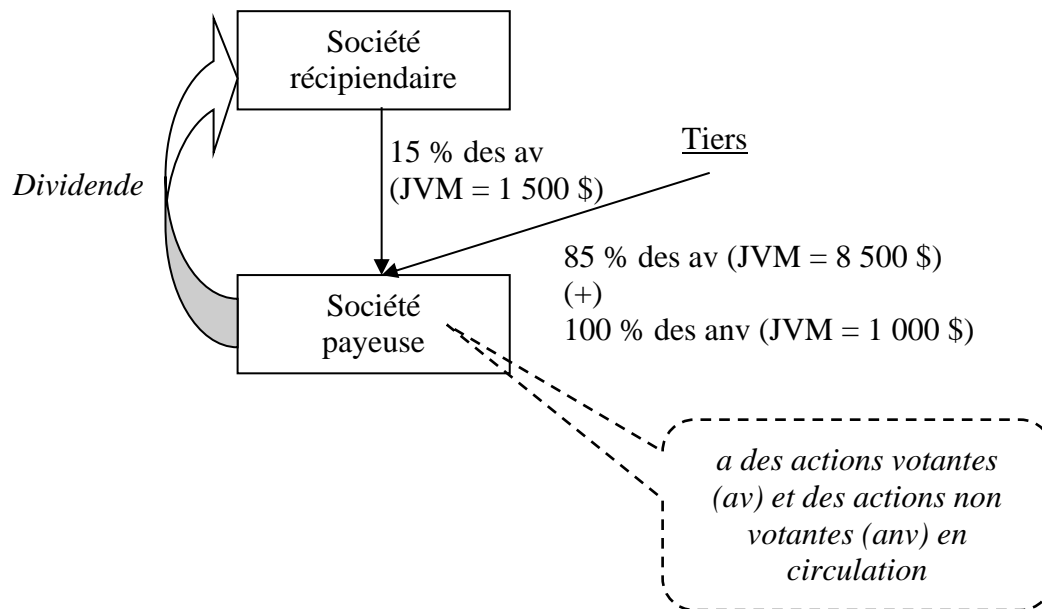 Société
récipiendaire
Dividende
15 % des av
(JVM = 1 500 $)
Tiers
85 % des av (JVM = 8 500 $)
(+)
100 % des anv (JVM = 1 000 $)
Société
payeuse
a des actions votantes
(av) et des actions non
votantes (anv) en
circulation